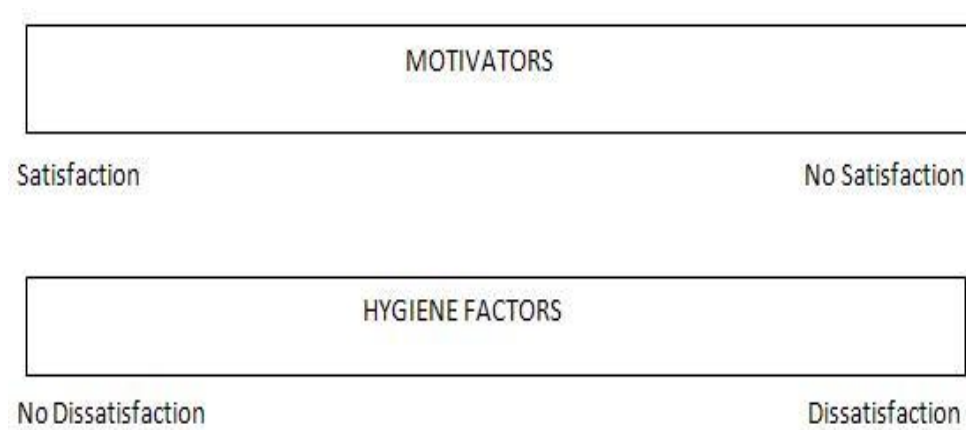 MOTIVATORS
Satisfaction No Satisfaction
HYGIENE FACTORS
No Dissatisfaction Dissatisfaction